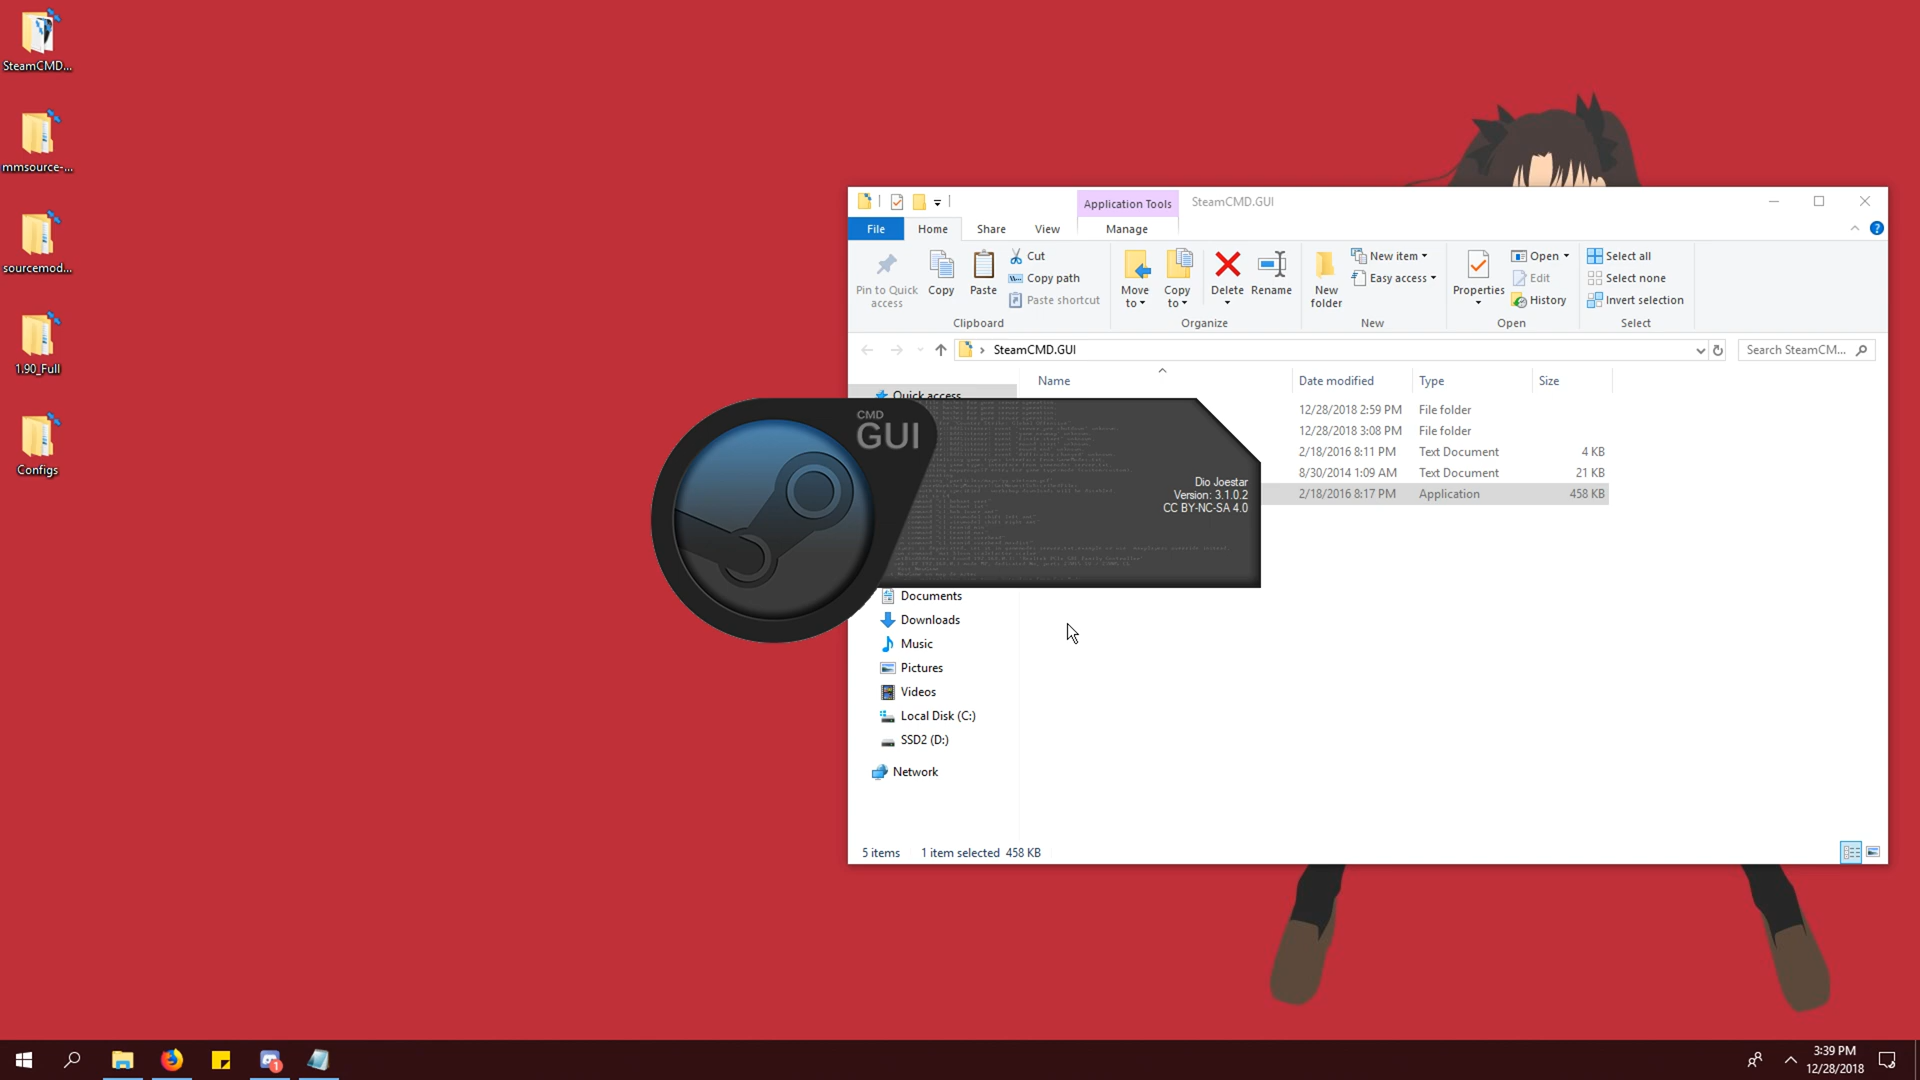 SteamCMD...
mmsource-...
sourcemod...
1.90_Full
Configs
Application Tools
SteamCMD.GUI
File
Home
Share
View
Manage
Pin to Quick access
Copy
Paste
Cut
Copy path
Paste shortcut
Clipboard
Move to
Copy to
Delete
Rename
Organize
New folder
New item
Easy access
New
Properties
Open
Edit
History
Open
Select all
Select none
Invert selection
Select
SteamCMD.GUI
Search SteamCM...
Name
Date modified
Type
Size
Quick access
12/28/2018 2:59 PM File folder
12/28/2018 3:08 PM File folder
2/18/2016 8:11 PM Text Document 4 KB
8/30/2014 1:09 AM Text Document 21 KB
2/18/2016 8:17 PM Application 458 KB
CMD
GUI
Dio Joestar
Version: 3.1.0.2
CC BY-NC-SA 4.0
Documents
Downloads
Music
Pictures
Videos
Local Disk (C:)
SSD2 (D:)
Network
5 items 1 item selected 458 KB
1
3:39 PM
12/28/2018